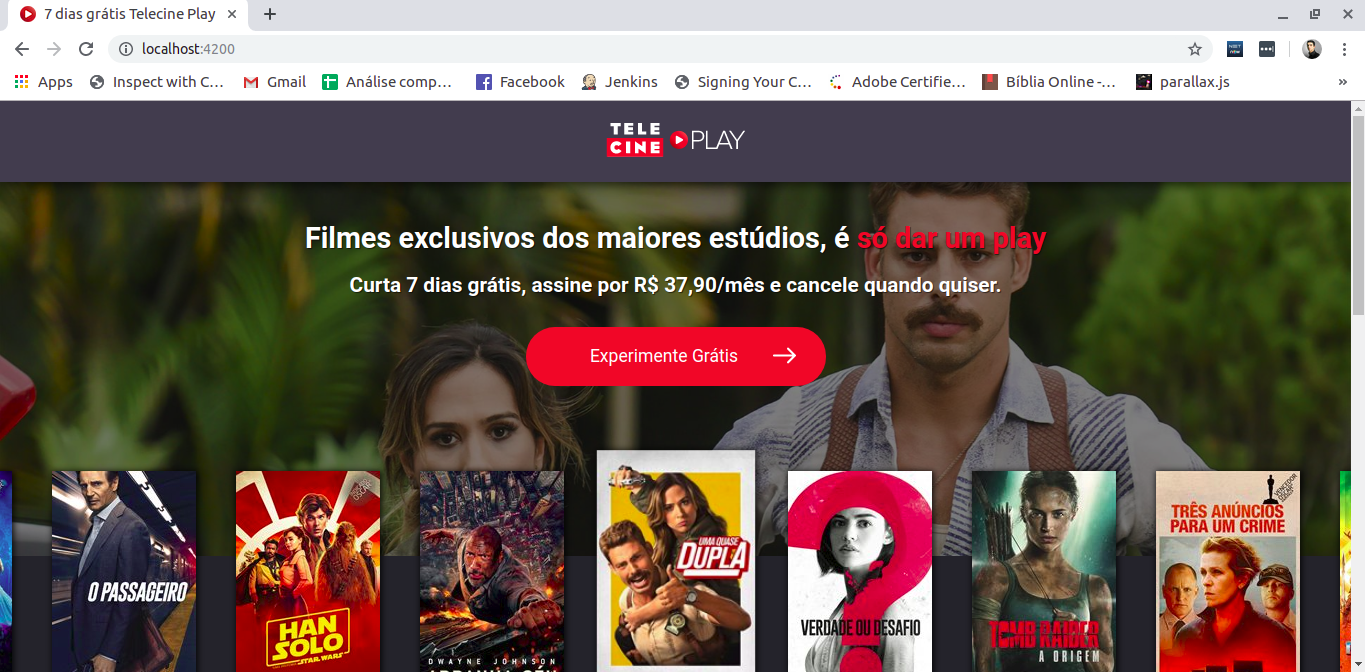 7 dias grátis Telecine Play
localhost:4200
Apps
Inspect with C...
Gmail
Análise comp...
Facebook
Jenkins
Signing Your C...
Adobe Certifie...
Bíblia Online -...
parallax.js
»
TELE
CINE PLAY
Filmes exclusivos dos maiores estúdios, é só dar um play
Curta 7 dias grátis, assine por R$ 37,90/mês e cancele quando quiser.
Experimente Grátis
O PASSAGEIRO
HAN
SOLO
STAR WARS
DWAYNE JOHNSON
UMA QUASE
DUPLA
VERDADE OU DESAFIO
TOMB RAIDER
A ORIGEM
TRÊS ANÚNCIOS
PARA UM CRIME